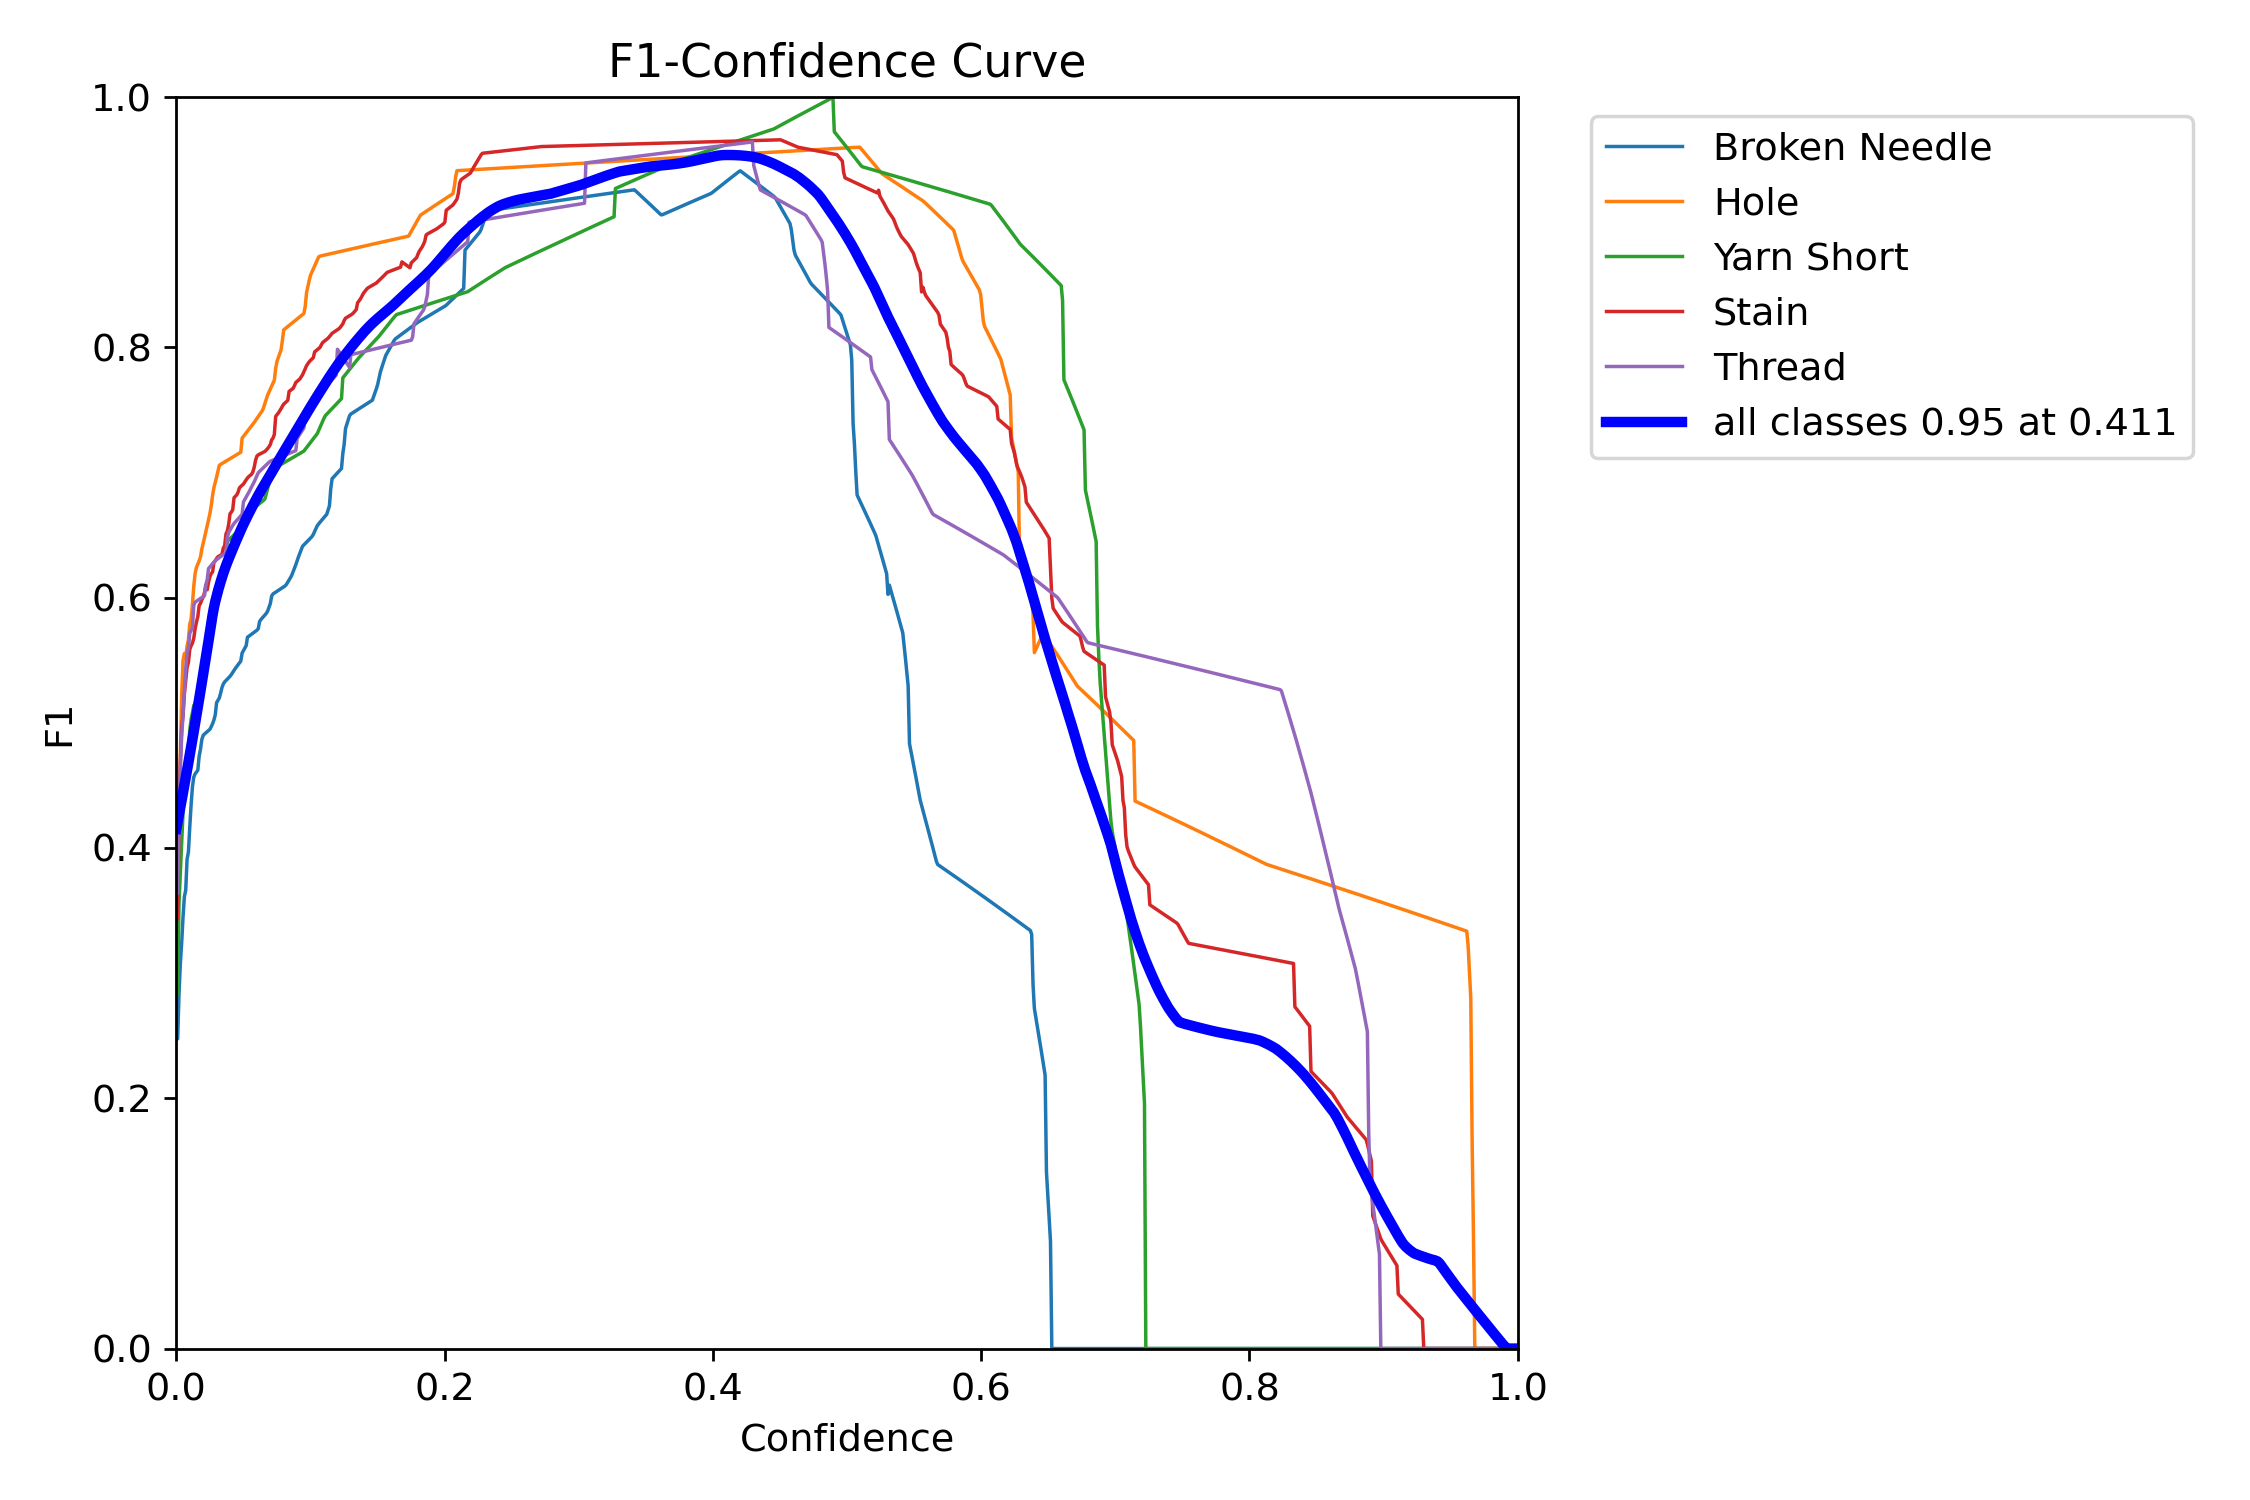 F1-Confidence Curve
1.0
0.8
0.6
0.4
0.2
0.0
F1
0.0 0.2 0.4 0.6 0.8 1.0
Confidence
Broken Needle
Hole
Yarn Short
Stain
Thread
all classes 0.95 at 0.411